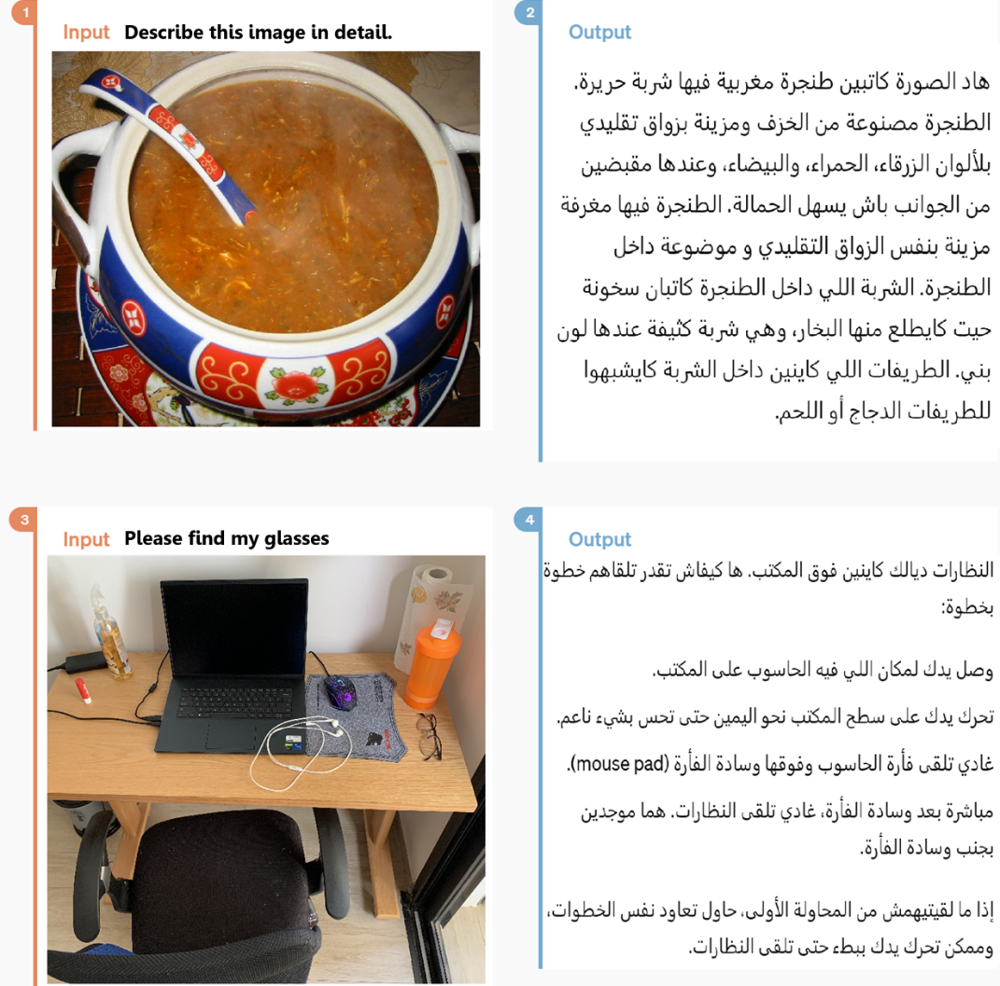 1
Input Describe this image in detail.
2
Output
هاد الصورة كاتبين طنجرة مغربية فيها شربة حريرة.
الطنجرة مصنوعة من الخزف ومزينة بزواق تقليدي
بلألوان الزرقاء، الحمراء، والبيضاء، وعندها مقبضين
من الجوانب باش يسهل الحمالة. الطنجرة فيها مغرفة
مزينة بنفس الزواق التقليدي و موضوعة داخل
الطنجرة. الشربة اللي داخل الطنجرة كاتبان سخونة
حيت كايطلع منها البخار، وهي شربة كثيفة عندها لون
بني. الطريفات اللي كاينين داخل الشربة كايشبهوا
للطريفات الدجاج أو اللحم.
3
Input Please find my glasses
4
Output
النظارات ديالك كاينين فوق المكتب. ها كيفاش تقدر تلقاهم خطوة
بخطوة:
وصل يدك لمكان اللي فيه الحاسوب على المكتب.
تحرك يدك على سطح المكتب نحو اليمين حتى تحس بشيء ناعم.
غادي تلقى فأرة الحاسوب وفوقها وسادة الفأرة (mouse pad).
مباشرة بعد وسادة الفأرة، غادي تلقى النظارات. هما موجدين
بجنب وسادة الفأرة.
إذا ما لقيتيهمش من المحاولة الأولى، حاول تعاود نفس الخطوات،
وممكن تحرك يدك ببطء حتى تلقى النظارات.